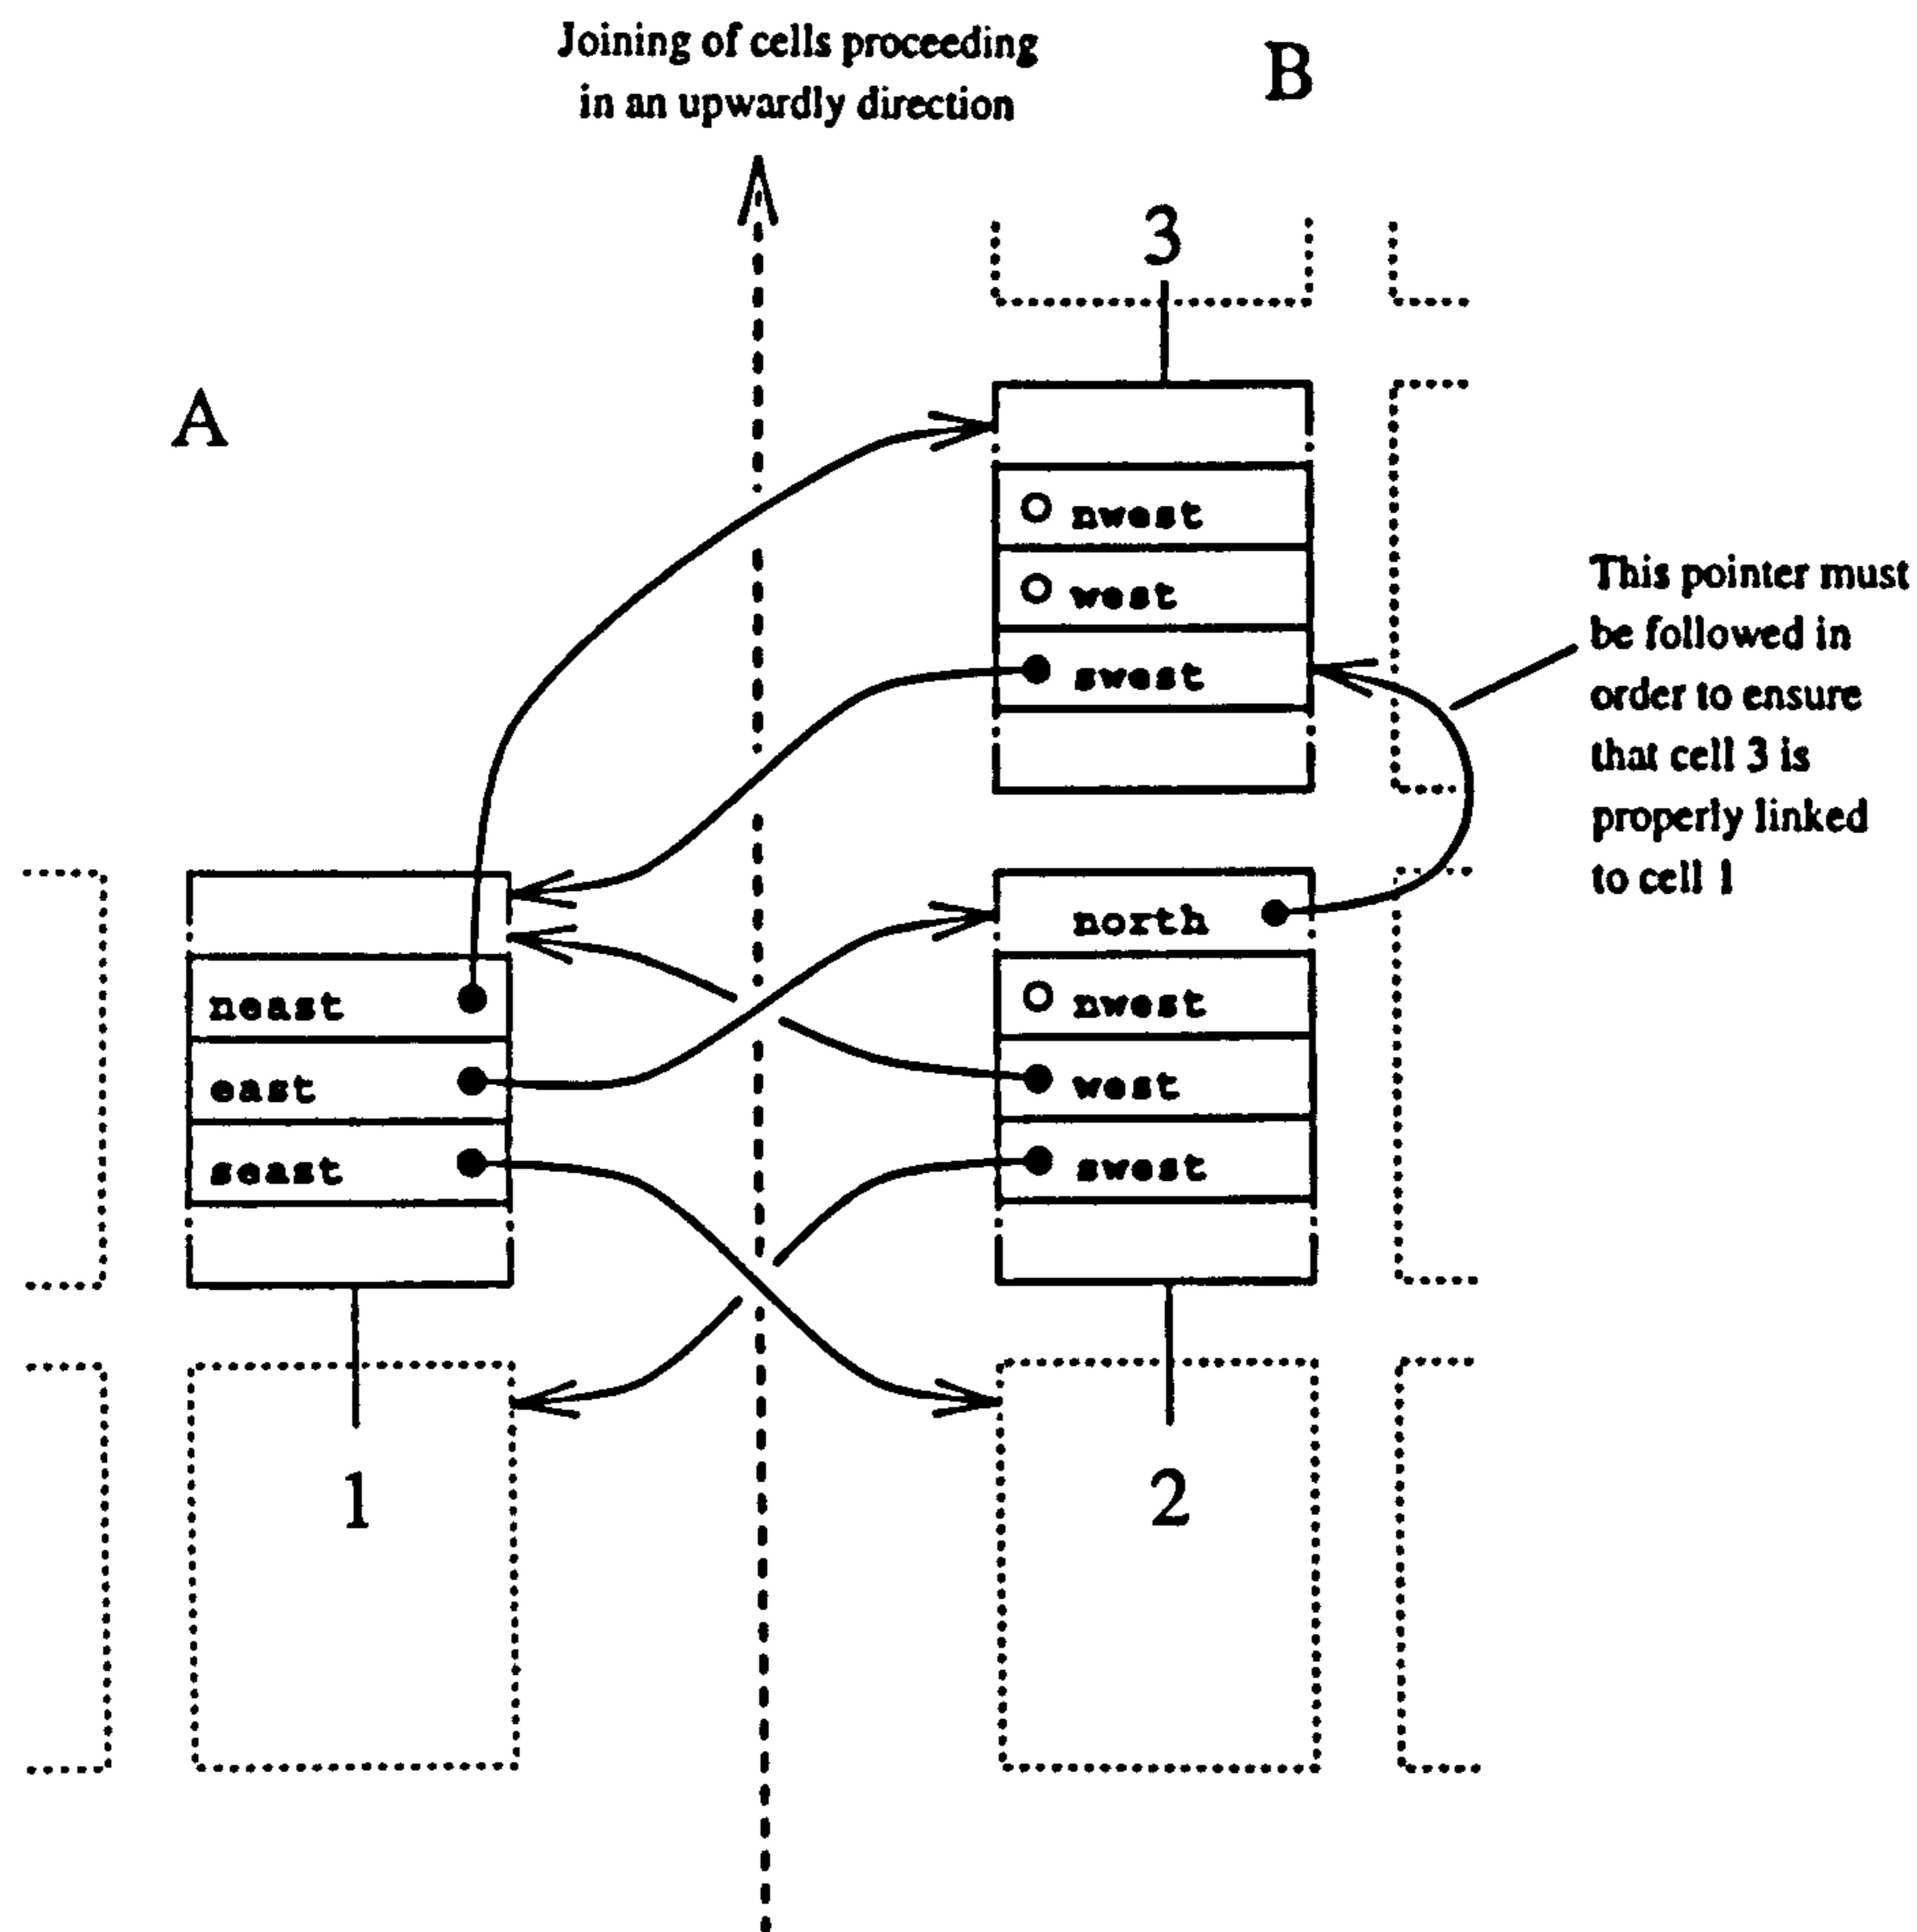 Joining of cells proceeding
in an upwardly direction
B
3
A
nwest
west
swest
This pointer must
be followed in
order to ensure
that cell 3 is
properly linked
to cell 1
neast
east
seast
north
nwest
west
swest
1
2